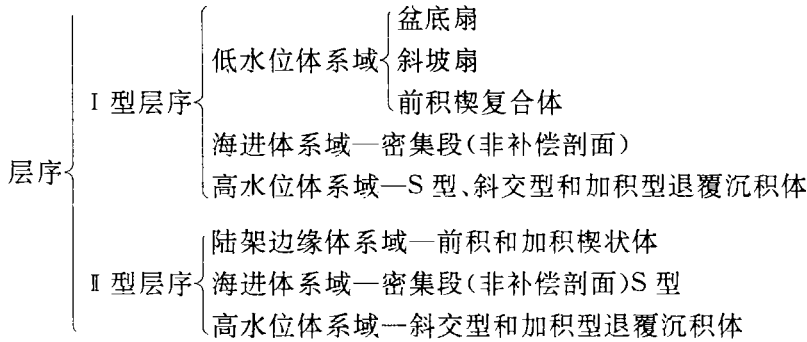 盆底扇
低水位体系域 斜坡扇
Ⅰ型层序 前积楔复合体
海进体系域—密集段(非补偿剖面)
层序 高水位体系域—S型、斜交型和加积型退覆沉积体
陆架边缘体系域—前积和加积楔状体
Ⅱ型层序 海进体系域—密集段(非补偿剖面)S型
高水位体系域—斜交型和加积型退覆沉积体